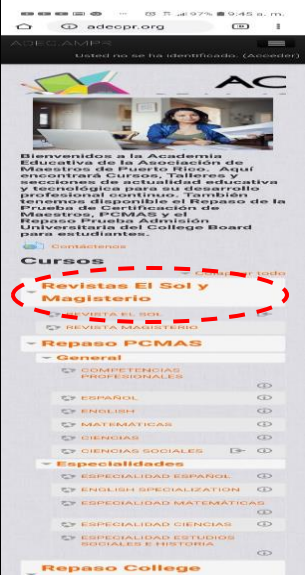 97% 9:45 a. m.
adecpr.org
ADEC.AMPR
Usted no se ha identificado. (Acceder)
AC
Bienvenidos a la Academia
Educativa de la Asociación de
Maestros de Puerto Rico. Aquí
encontrará Cursos, Talleres y
secciones de actualidad educativa
y tecnológica para su desarrollo
profesional continuo. También
tenemos disponible el Repaso de la
Prueba de Certificación de
Maestros, PCMAS y el
Repaso Prueba Admisión
Universitaria del College Board
para estudiantes.
Contáctenos
Cursos
Colapsar todo
Revistas El Sol y
Magisterio
REVISTA EL SOL
REVISTA MAGISTERIO
Repaso PCMAS
General
COMPETENCIAS
PROFESIONALES
ESPAÑOL
ENGLISH
MATEMÁTICAS
CIENCIAS
CIENCIAS SOCIALES
Especialidades
ESPECIALIDAD ESPAÑOL
ENGLISH SPECIALIZATION
ESPECIALIDAD MATEMÁTICAS
ESPECIALIDAD CIENCIAS
ESPECIALIDAD ESTUDIOS
SOCIALES E HISTORIA
Repaso College